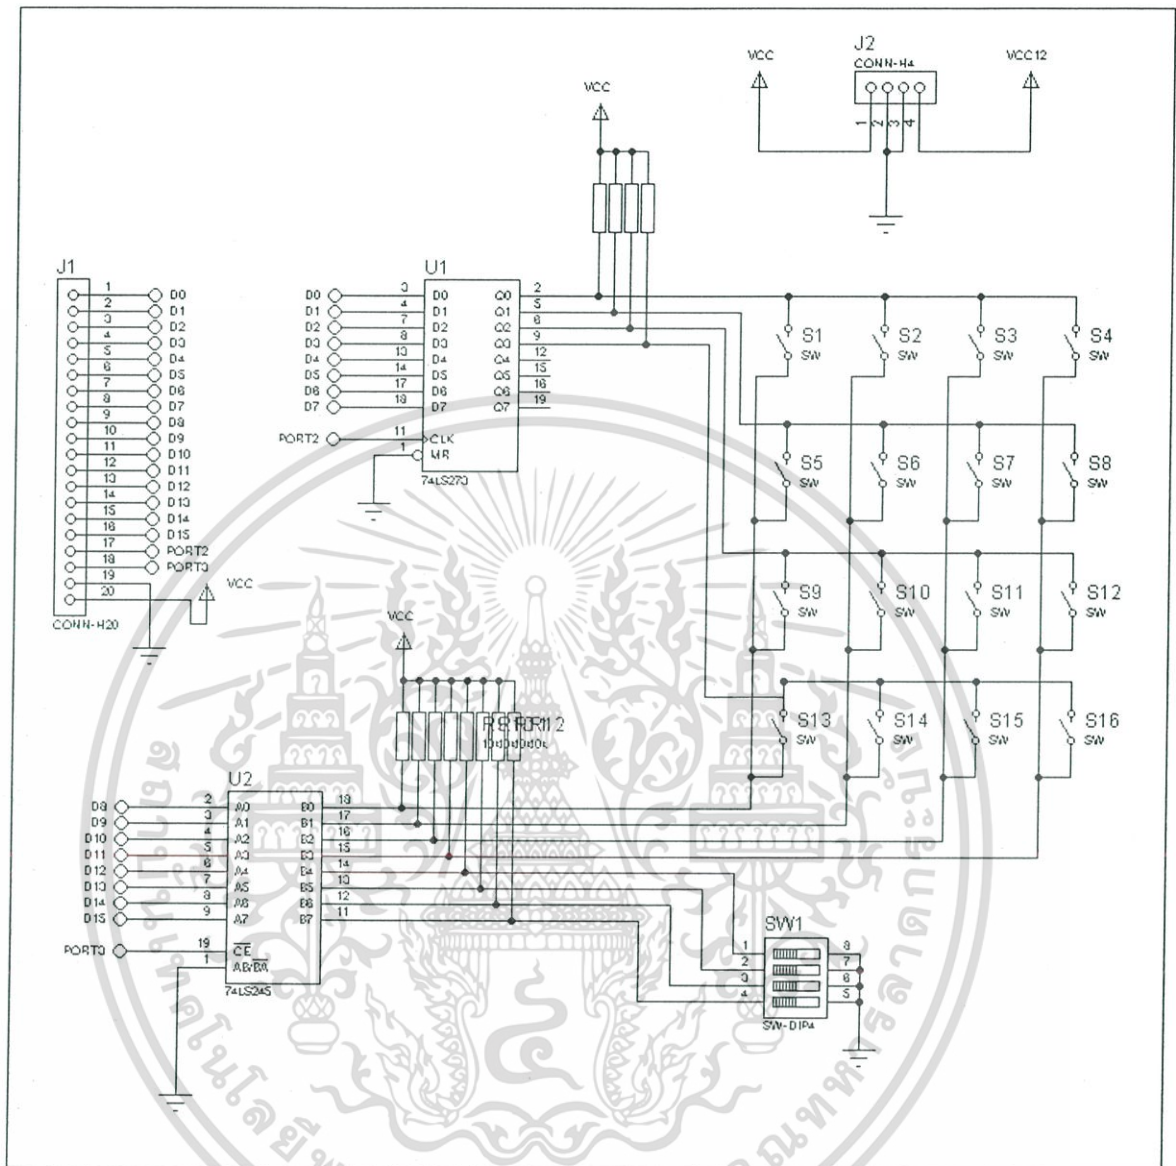 J2
CONN-H4
VCC
VCC12
1 2 3 4
VCC
J1
1 D0
2 D1
3 D2
4 D3
5 D4
6 D5
7 D6
8 D7
9 D8
10 D9
11 D10
12 D11
13 D12
14 D13
15 D14
16 D15
17 PORT2
18 PORT3
19
20
VCC
CONN-H20
U1
D0 3 D0 Q0 2
D1 4 D1 Q1 5
D2 7 D2 Q2 6
D3 8 D3 Q3 9
D4 13 D4 Q4 12
D5 14 D5 Q5 15
D6 17 D6 Q6 16
D7 18 D7 Q7 19
PORT2 11 CLK
1 MR
74LS273
S1 SW
S2 SW
S3 SW
S4 SW
S5 SW
S6 SW
S7 SW
S8 SW
S9 SW
S10 SW
S11 SW
S12 SW
S13 SW
S14 SW
S15 SW
S16 SW
VCC
U2
D8 2 A0 B0 18
D9 3 A1 B1 17
D10 4 A2 B2 16
D11 5 A3 B3 15
D12 6 A4 B4 14
D13 7 A5 B5 13
D14 8 A6 B6 12
D15 9 A7 B7 11
PORT3 19 CE
1 AB/BA
74LS245
SW1
1 8
2 7
3 6
4 5
SW-DIP4